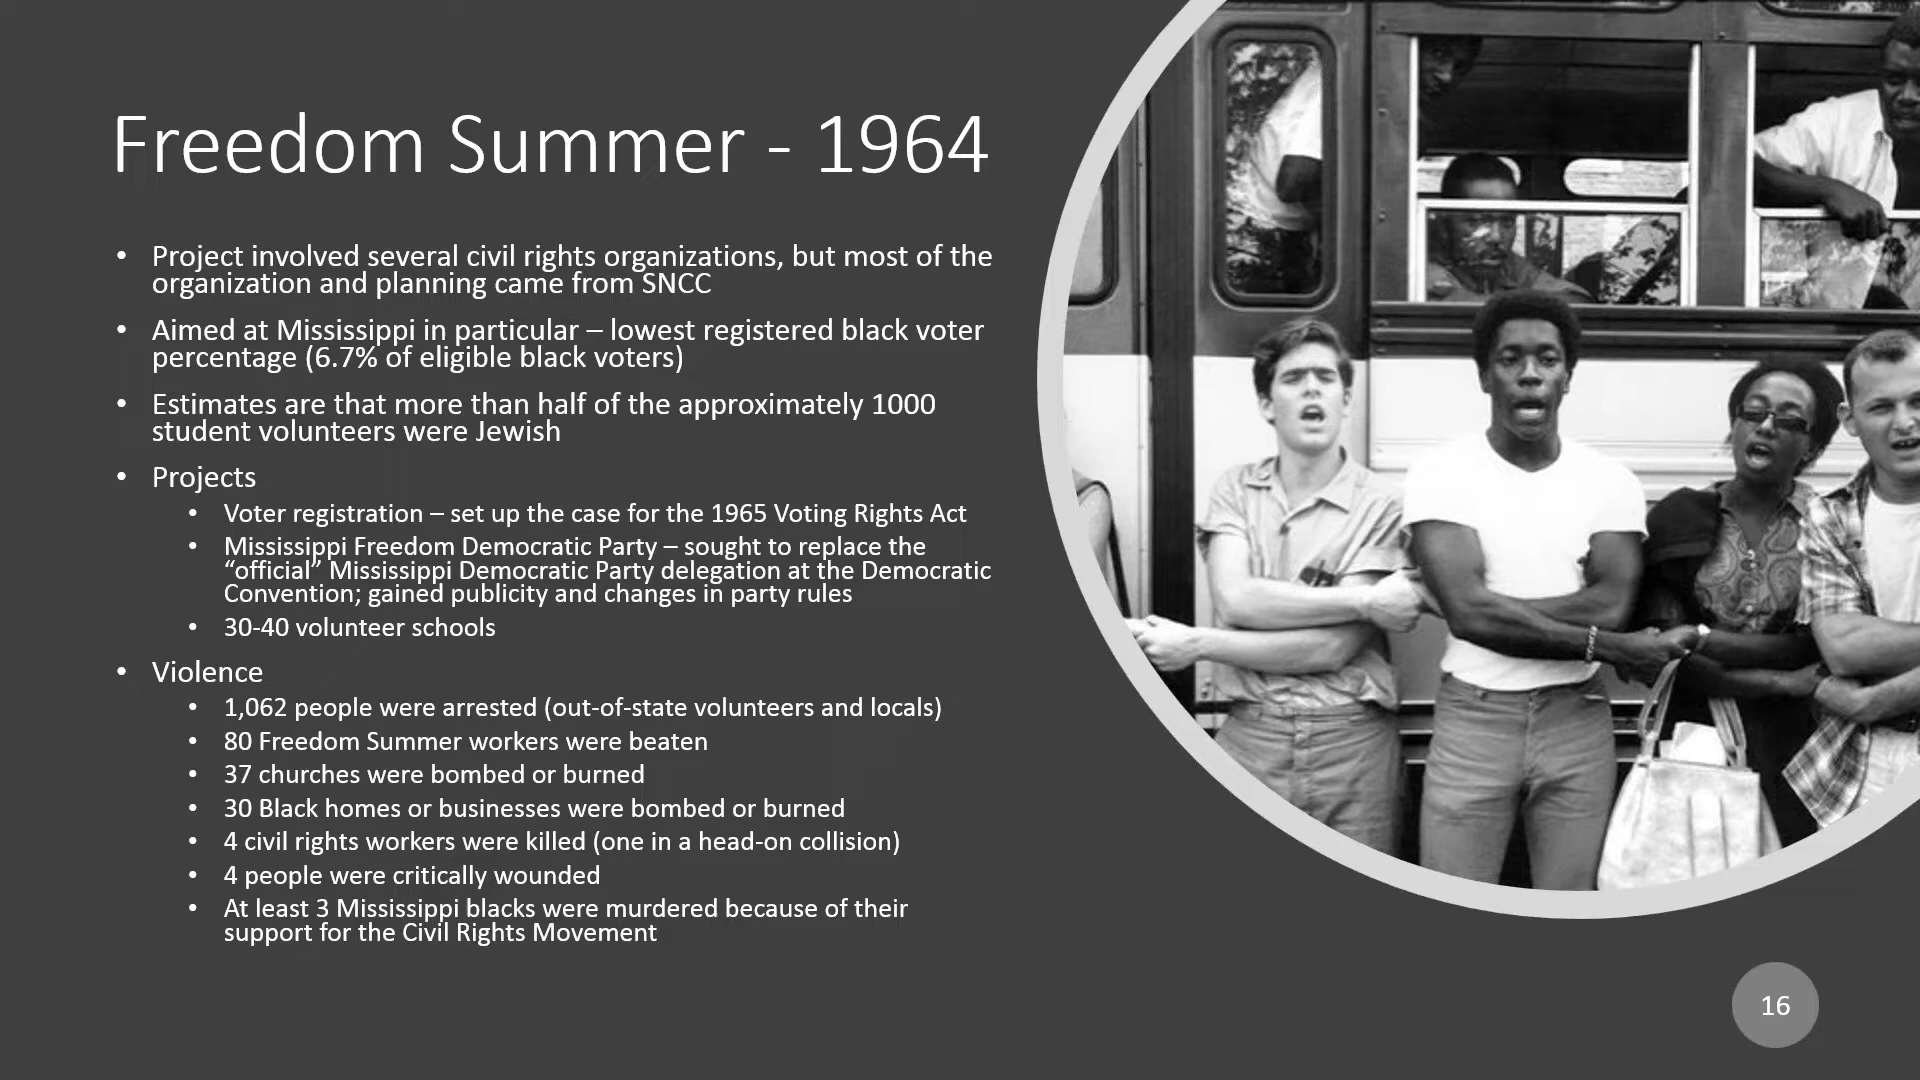 Freedom Summer - 1964
• Project involved several civil rights organizations, but most of the
organization and planning came from SNCC
• Aimed at Mississippi in particular – lowest registered black voter
percentage (6.7% of eligible black voters)
• Estimates are that more than half of the approximately 1000
student volunteers were Jewish
• Projects
• Voter registration – set up the case for the 1965 Voting Rights Act
• Mississippi Freedom Democratic Party – sought to replace the
“official” Mississippi Democratic Party delegation at the Democratic
Convention; gained publicity and changes in party rules
• 30-40 volunteer schools
• Violence
• 1,062 people were arrested (out-of-state volunteers and locals)
• 80 Freedom Summer workers were beaten
• 37 churches were bombed or burned
• 30 Black homes or businesses were bombed or burned
• 4 civil rights workers were killed (one in a head-on collision)
• 4 people were critically wounded
• At least 3 Mississippi blacks were murdered because of their
support for the Civil Rights Movement
16